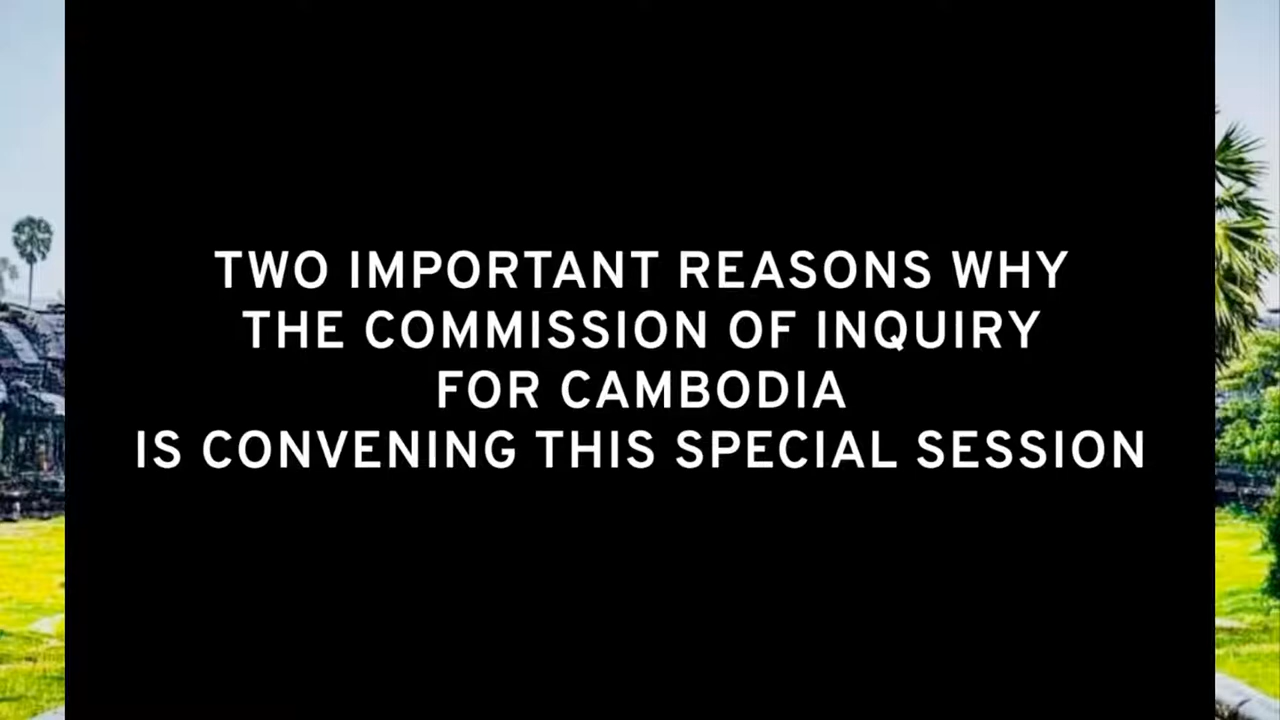 TWO IMPORTANT REASONS WHY
THE COMMISSION OF INQUIRY
FOR CAMBODIA
IS CONVENING THIS SPECIAL SESSION